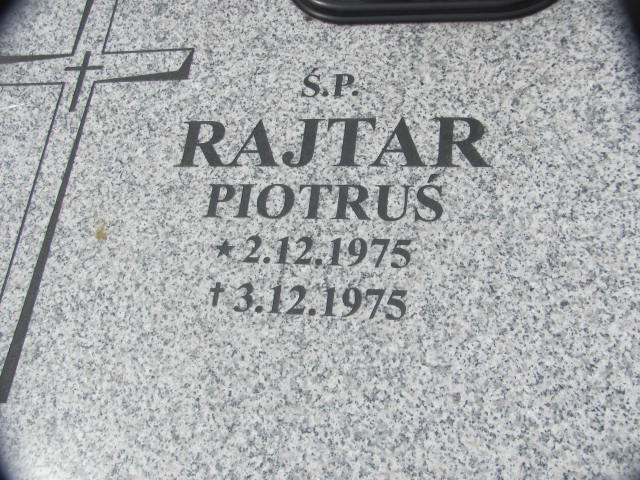 Ś.P.
RAJTAR
PIOTRUŚ
★ 2.12.1975
✝ 3.12.1975